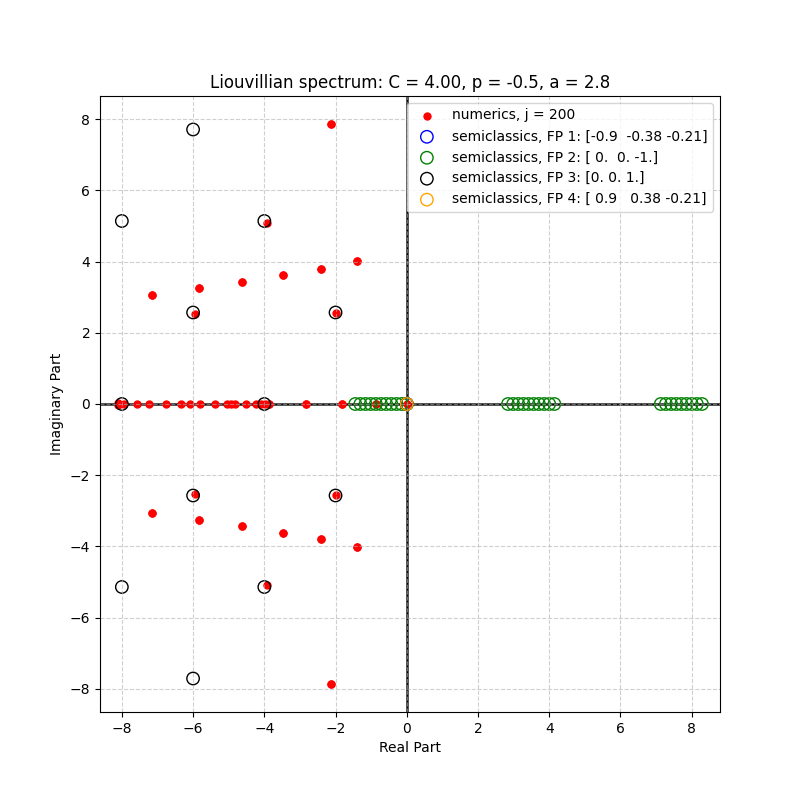 Liouvillian spectrum: C = 4.00, p = -0.5, a = 2.8
numerics, j = 200
semiclassics, FP 1: [-0.9 -0.38 -0.21]
semiclassics, FP 2: [ 0. 0. -1.]
semiclassics, FP 3: [0. 0. 1.]
semiclassics, FP 4: [ 0.9 0.38 -0.21]
8
6
4
2
0
−2
−4
−6
−8
Imaginary Part
−8 −6 −4 −2 0 2 4 6 8
Real Part